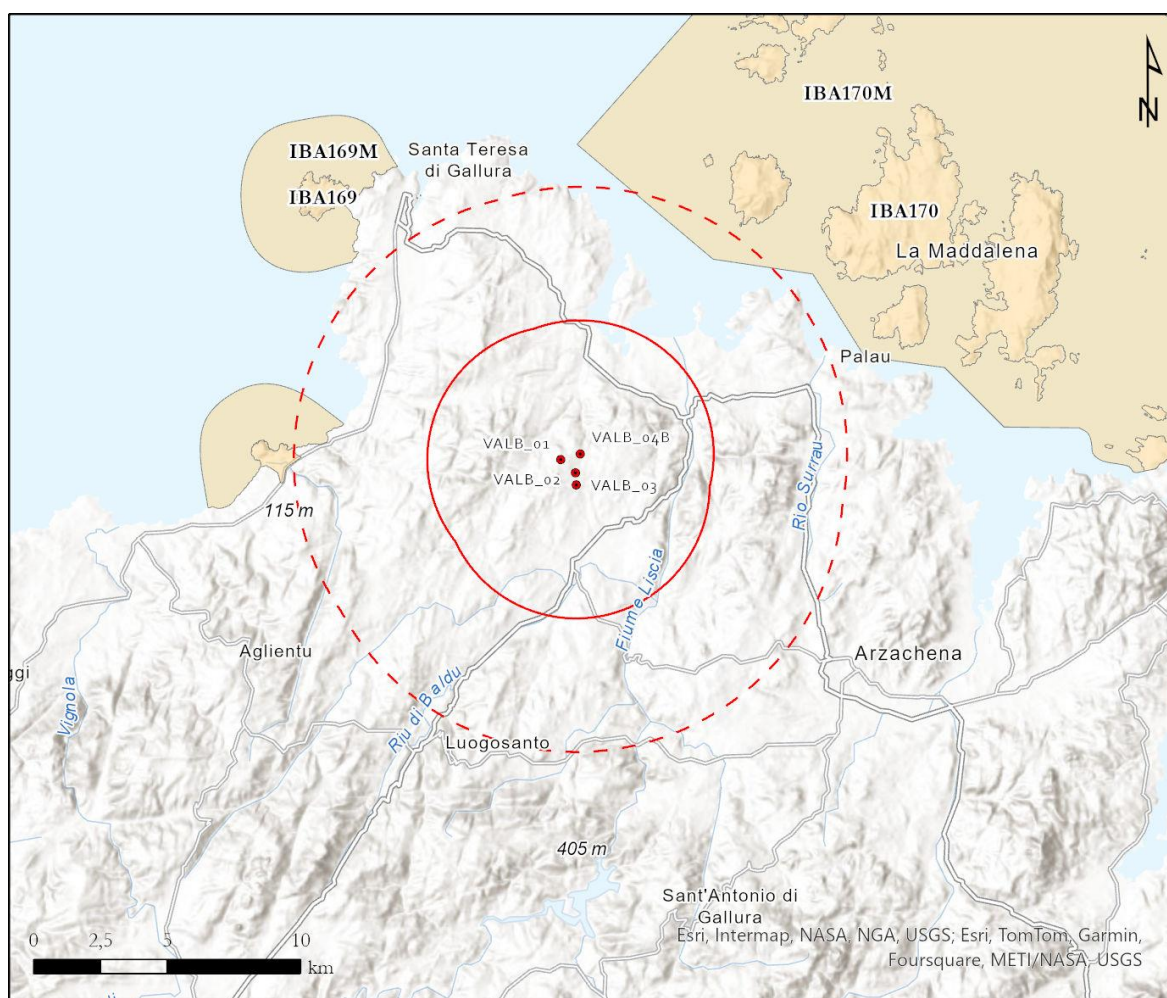 IBA170M
N
IBA169M
Santa Teresa
di Gallura
IBA169
IBA170
La Maddalena
Palau
VALB_01
VALB_04B
VALB_02
VALB_03
Rio Surrau
115 m
Fiume Liscia
Aglientu
Arzachena
ggi
Vignola
Riu di Baldu
Luogosanto
405 m
Sant'Antonio di
Gallura
0 2,5 5 10
km
Esri, Intermap, NASA, NGA, USGS; Esri, TomTom, Garmin,
Foursquare, METI/NASA, USGS